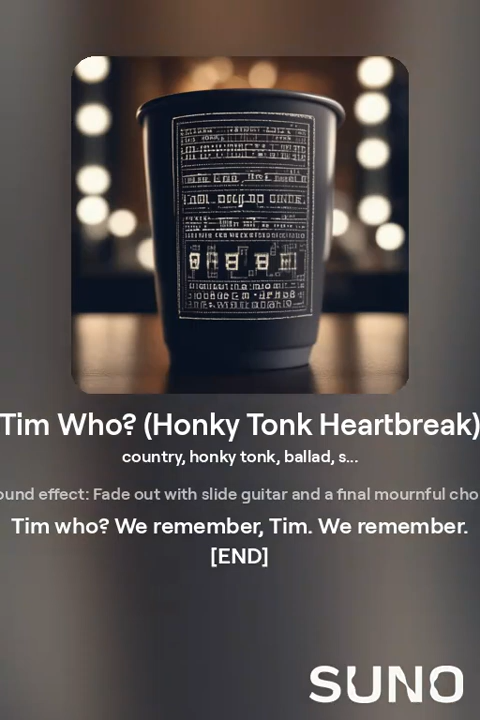 Tim Who? (Honky Tonk Heartbreak)
country, honky tonk, ballad, s...
ound effect: Fade out with slide guitar and a final mournful cho
Tim who? We remember, Tim. We remember.
[END]
SUNO